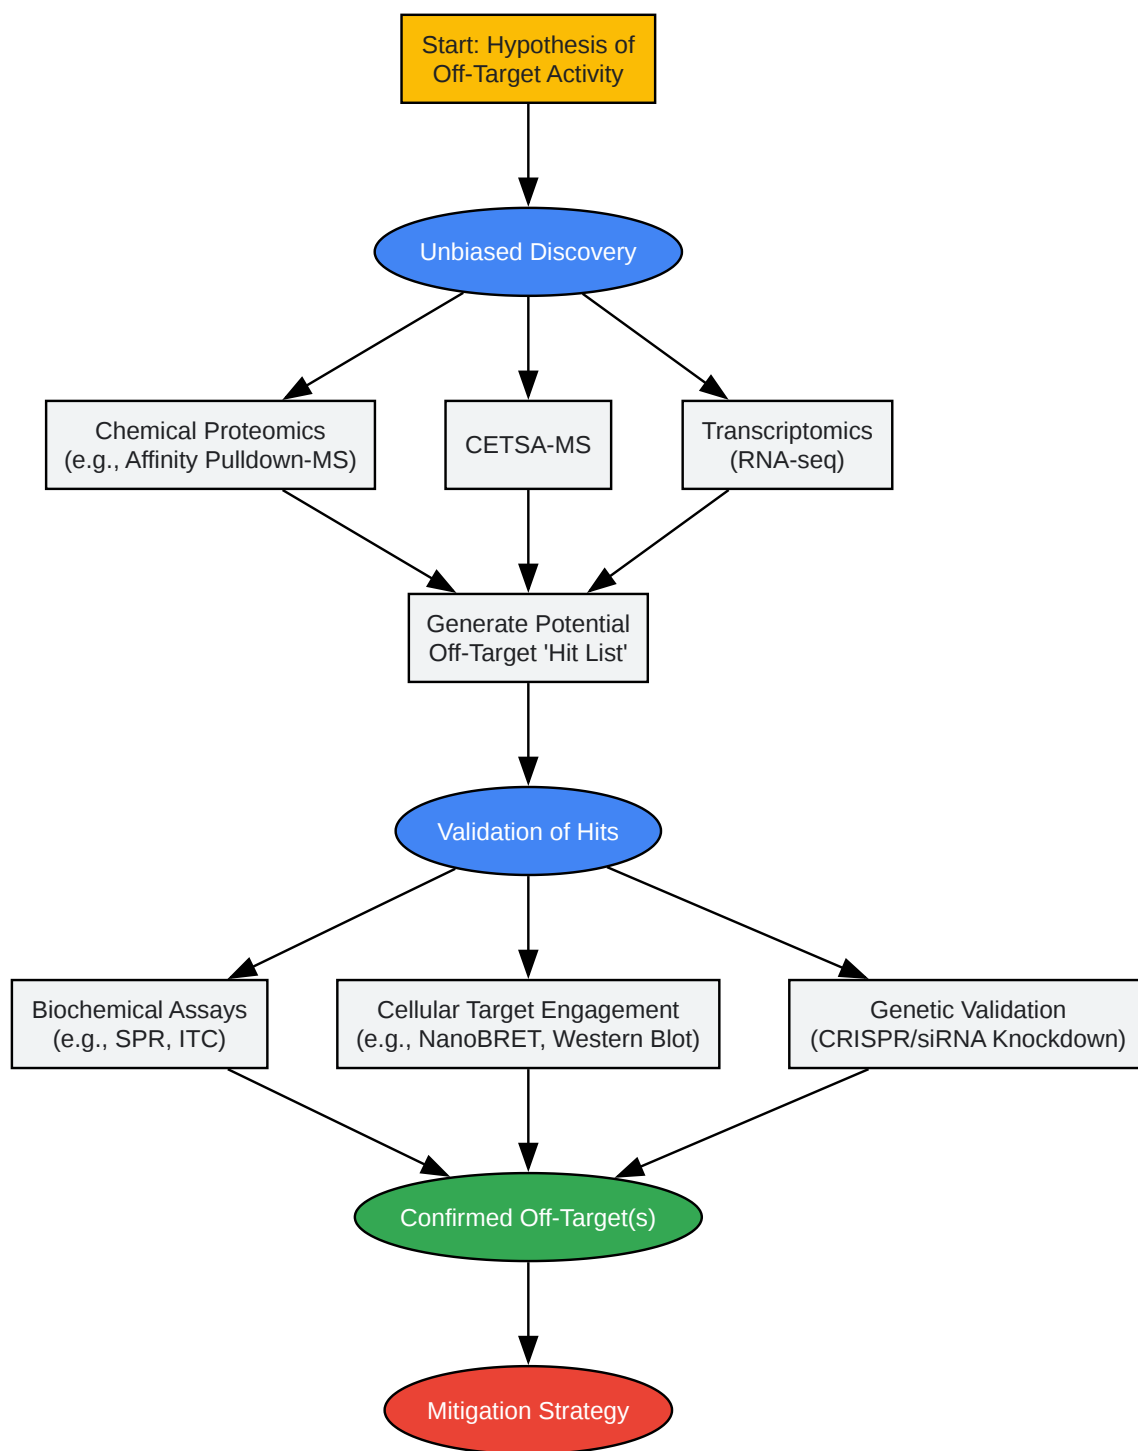 Start: Hypothesis of
Off-Target Activity
Unbiased Discovery
Chemical Proteomics
(e.g., Affinity Pulldown-MS)
CETSA-MS
Transcriptomics
(RNA-seq)
Generate Potential
Off-Target 'Hit List'
Validation of Hits
Biochemical Assays
(e.g., SPR, ITC)
Cellular Target Engagement
(e.g., NanoBRET, Western Blot)
Genetic Validation
(CRISPR/siRNA Knockdown)
Confirmed Off-Target(s)
Mitigation Strategy